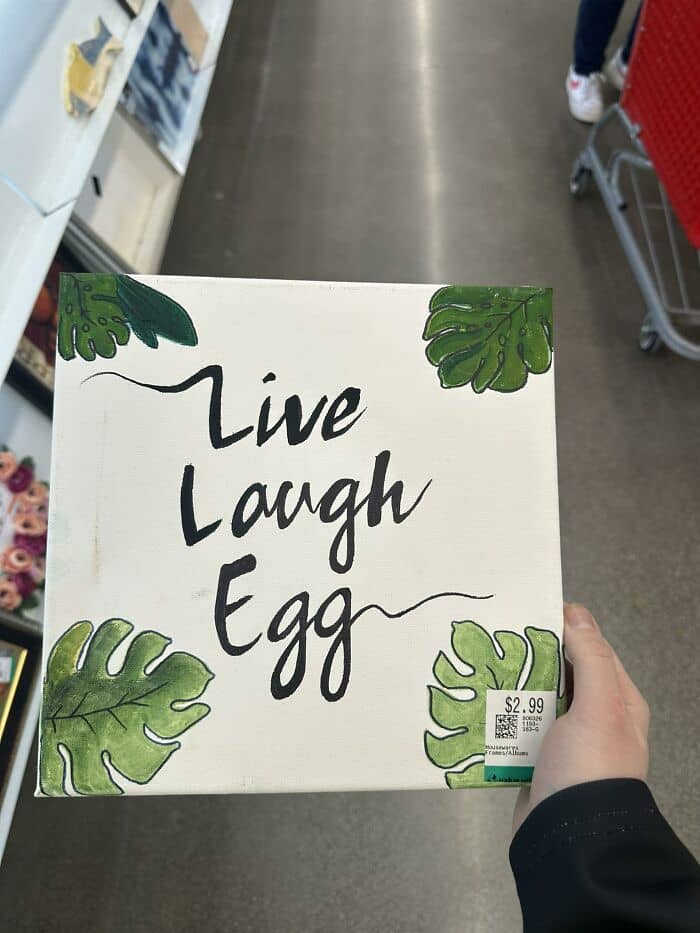 Live
Laugh
Egg
$2.99
Housewares
Frames/Albums